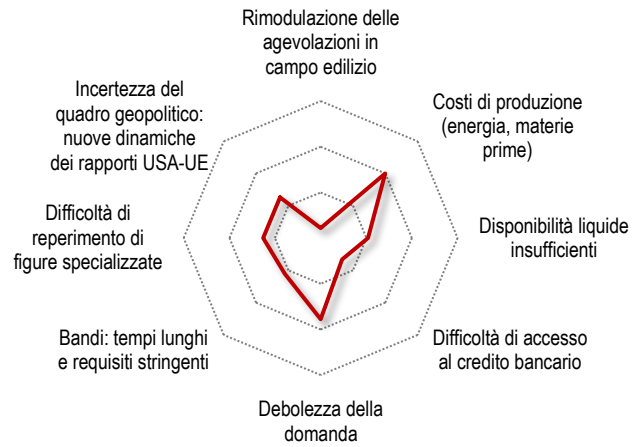 Rimodulazione delle
agevolazioni in
campo edilizio
Costi di produzione
(energia, materie
prime)
Disponibilità liquide
insufficienti
Difficoltà di accesso
al credito bancario
Debolezza della
domanda
Bandi: tempi lunghi
e requisiti stringenti
Difficoltà di
reperimento di
figure specializzate
Incertezza del
quadro geopolitico:
nuove dinamiche
dei rapporti USA-UE